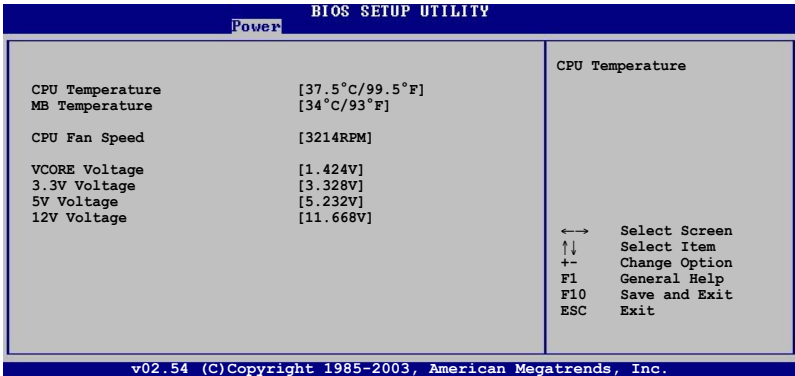 BIOS SETUP UTILITY
Power
CPU Temperature [37.5°C/99.5°F]
MB Temperature [34°C/93°F]
CPU Fan Speed [3214RPM]
VCORE Voltage [1.424V]
3.3V Voltage [3.328V]
5V Voltage [5.232V]
12V Voltage [11.668V]
CPU Temperature
←→ Select Screen
↑↓ Select Item
+- Change Option
F1 General Help
F10 Save and Exit
ESC Exit
v02.54 (C)Copyright 1985-2003, American Megatrends, Inc.